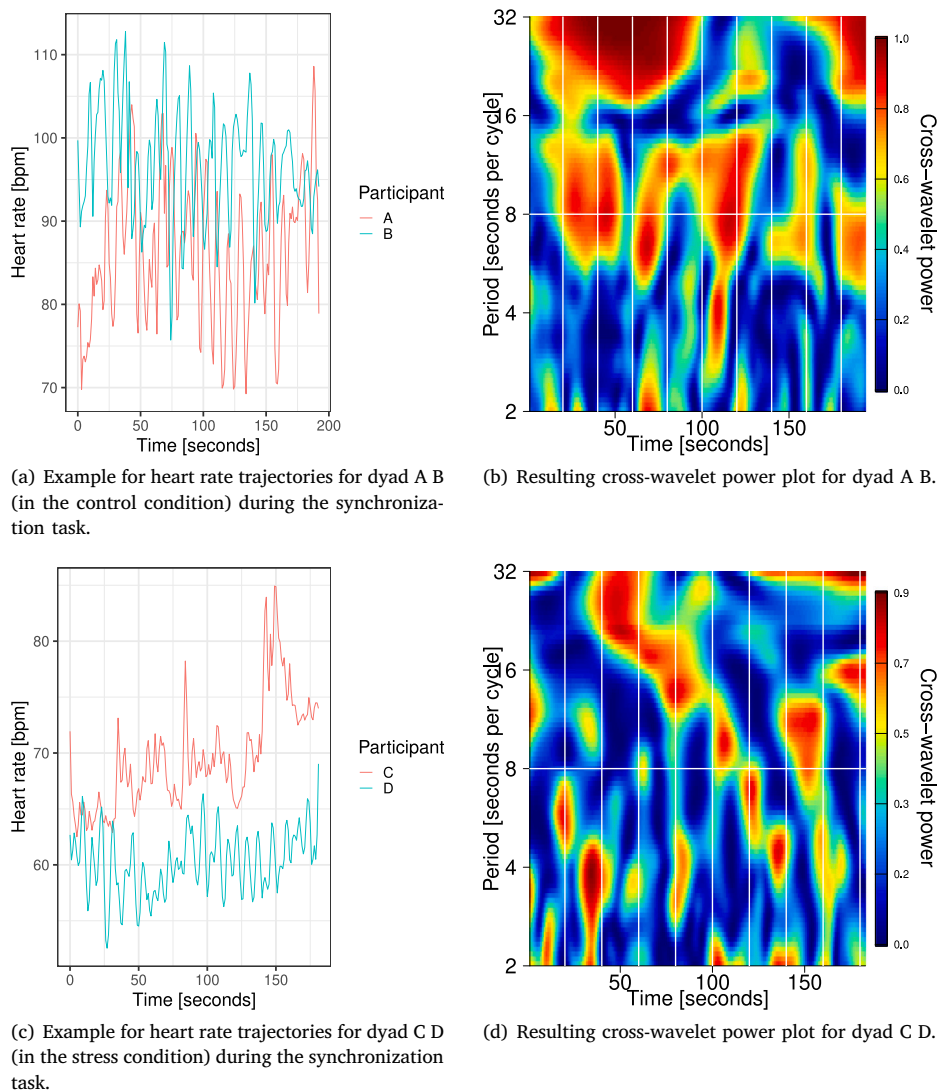 110
100
90
80
70
Heart rate [bpm]
0
50
100
150
200
Time [seconds]
Participant
A
B
(a) Example for heart rate trajectories for dyad A B
(in the control condition) during the synchroniza-
tion task.
32
16
8
4
2
Period [seconds per cycle]
50
100
150
Time [seconds]
1.0
0.8
0.6
0.4
0.2
0.0
Cross-wavelet power
(b) Resulting cross-wavelet power plot for dyad A B.
80
70
60
Heart rate [bpm]
0
50
100
150
Time [seconds]
Participant
C
D
(c) Example for heart rate trajectories for dyad C D
(in the stress condition) during the synchronization
task.
32
16
8
4
2
Period [seconds per cycle]
50
100
150
Time [seconds]
0.9
0.7
0.5
0.3
0.2
0.0
Cross-wavelet power
(d) Resulting cross-wavelet power plot for dyad C D.